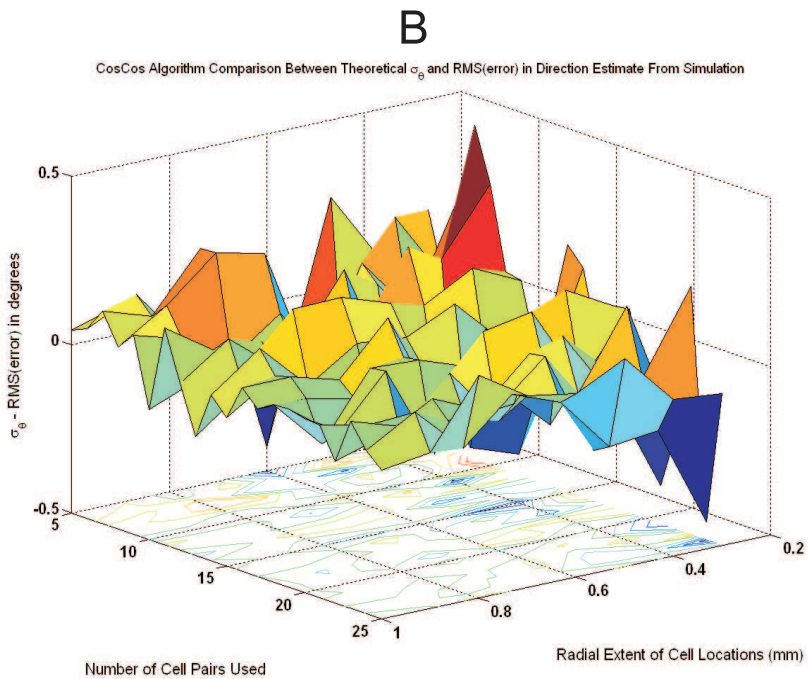 B
CosCos Algorithm Comparison Between Theoretical σθ and RMS(error) in Direction Estimate From Simulation
0.5
0
-0.5
σθ - RMS(error) in degrees
5
10
15
20
25
Number of Cell Pairs Used
1
0.8
0.6
0.4
0.2
Radial Extent of Cell Locations (mm)